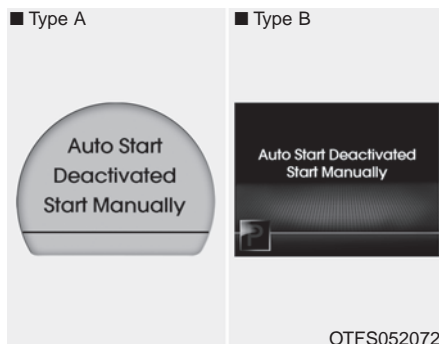 ■ Type A
Auto Start
Deactivated
Start Manually
■ Type B
Auto Start Deactivated
Start Manually
P
OTFS052072